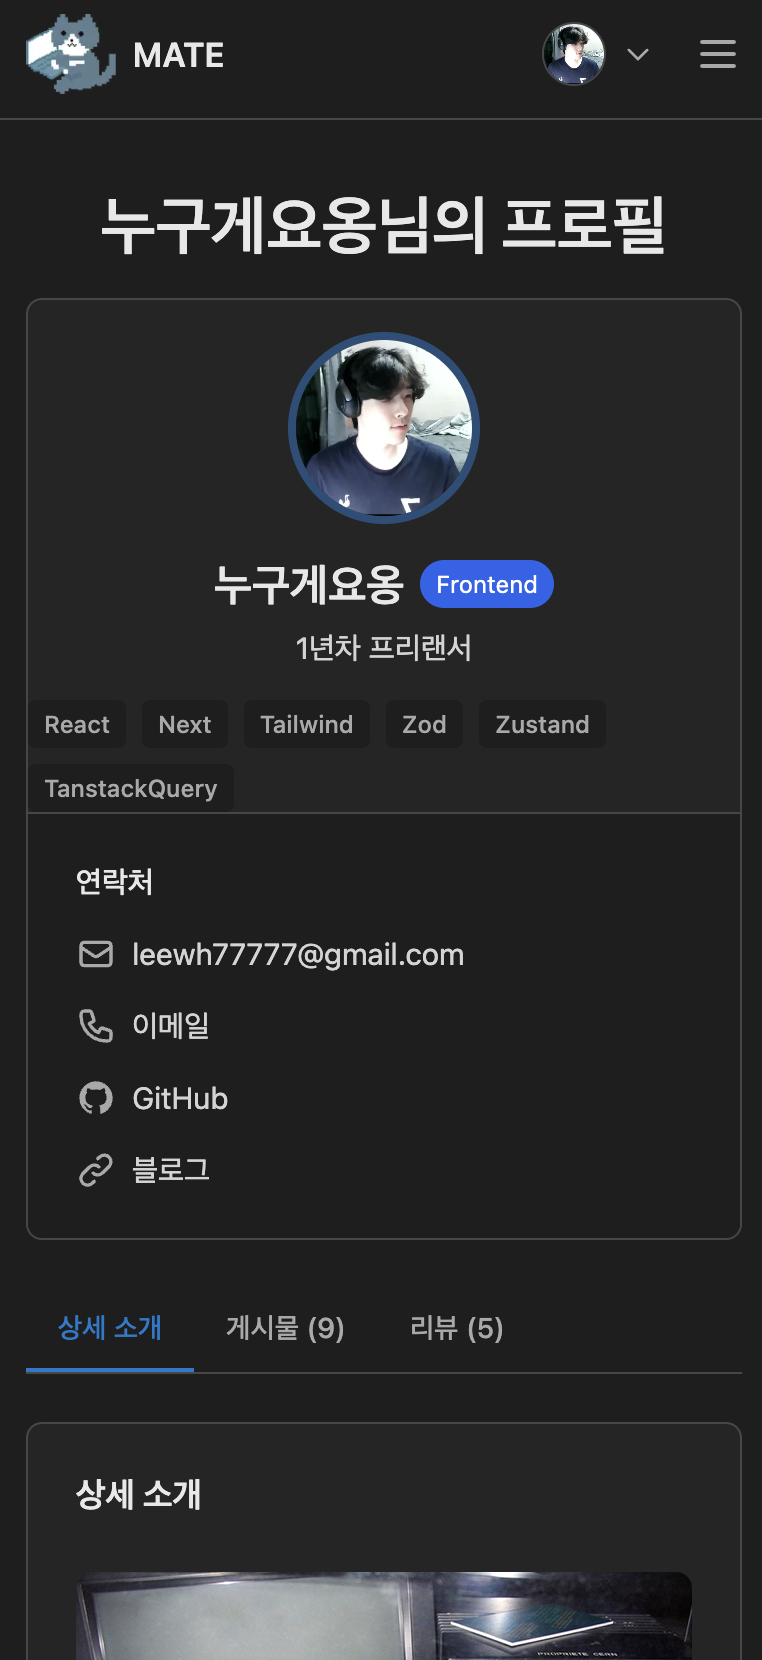 MATE
누구게요옹님의 프로필
누구게요옹 Frontend
1년차 프리랜서
React Next Tailwind Zod Zustand
TanstackQuery
연락처
leewh77777@gmail.com
이메일
GitHub
블로그
상세 소개 게시물 (9) 리뷰 (5)
상세 소개
PROPRIETE CERN